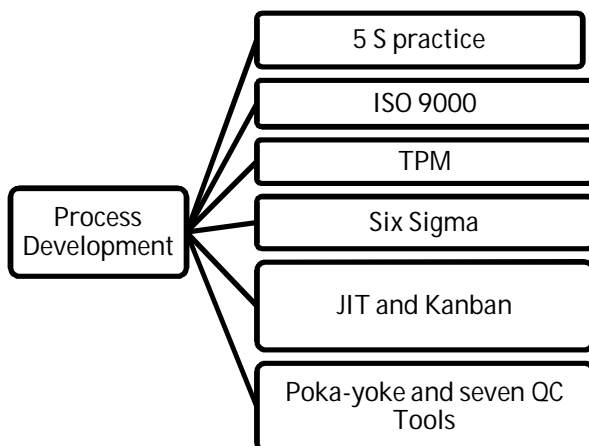 5 S practice
ISO 9000
TPM
Process
Development
Six Sigma
JIT and Kanban
Poka-yoke and seven QC
Tools